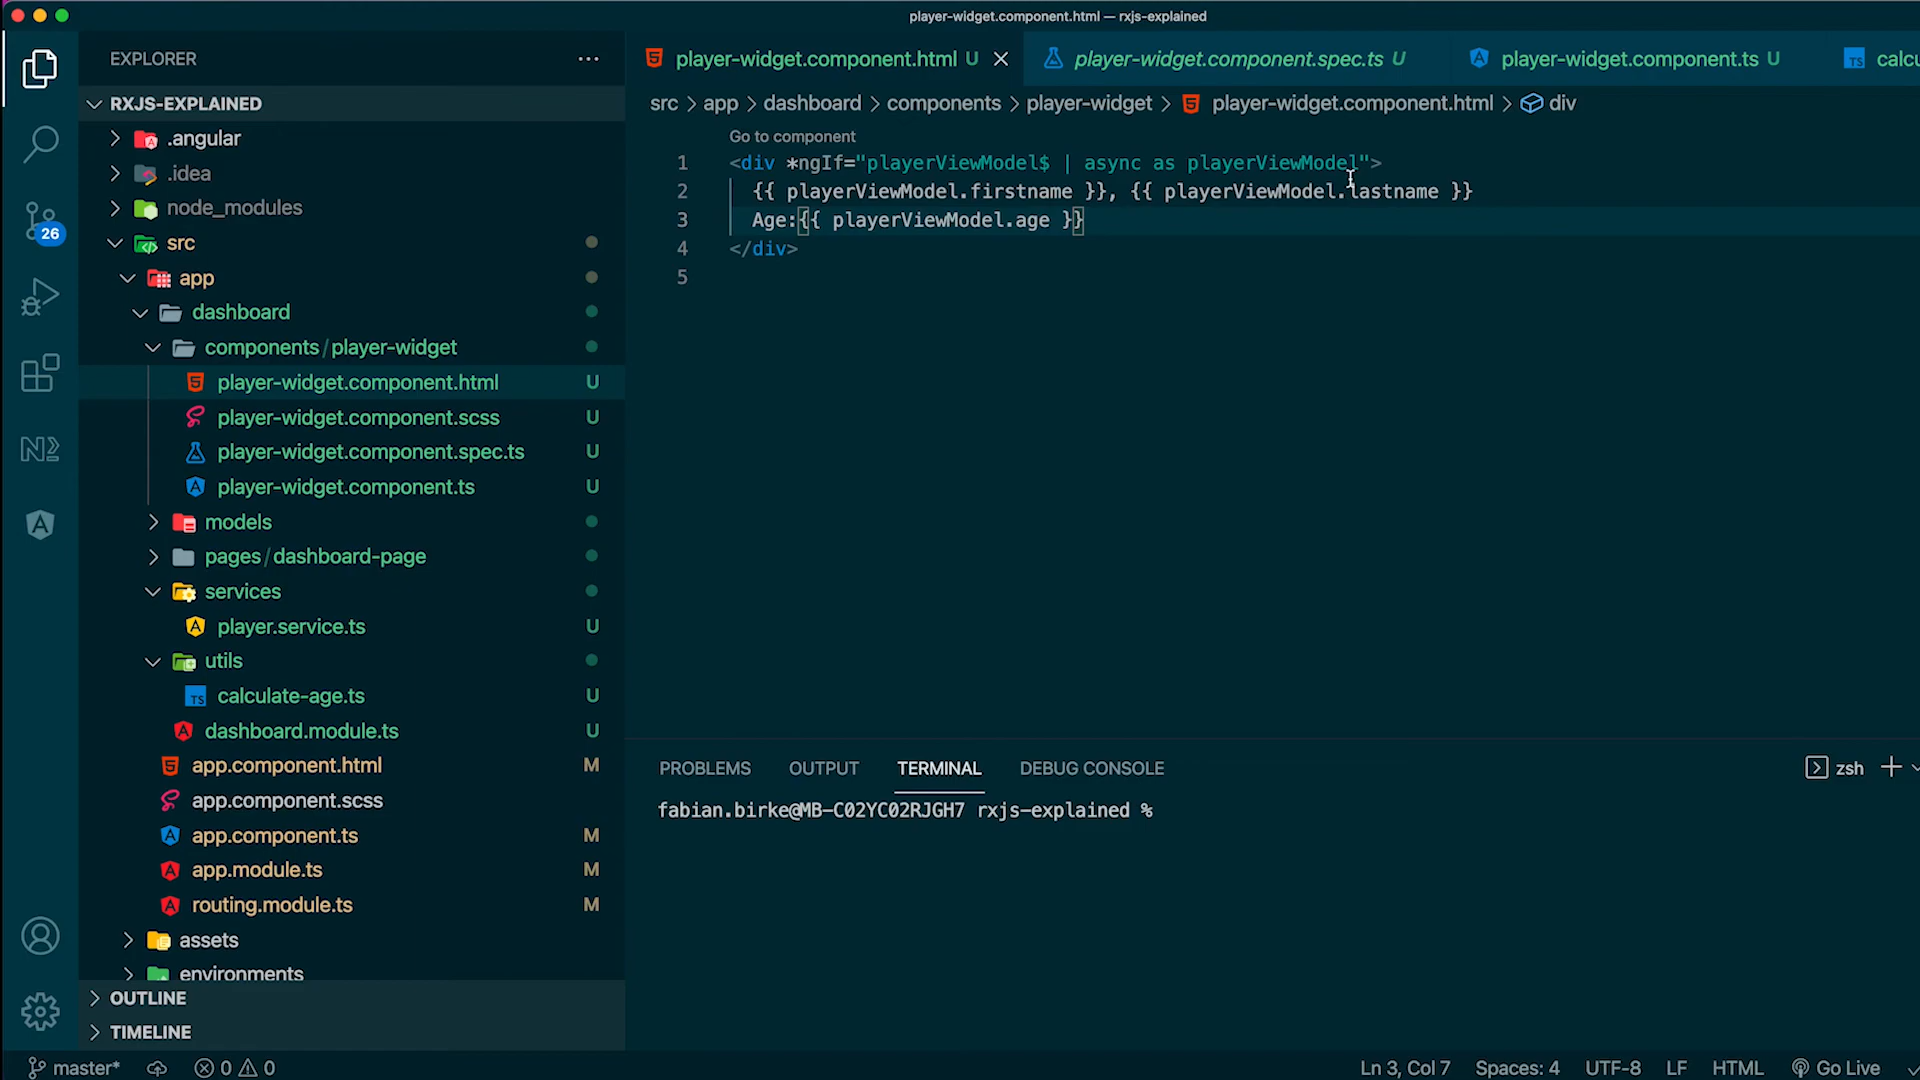 player-widget.component.html — rxjs-explained
EXPLORER
RXJS-EXPLAINED
.angular
.idea
node_modules
src
app
dashboard
components/player-widget
player-widget.component.html U
player-widget.component.scss U
player-widget.component.spec.ts U
player-widget.component.ts U
models
pages/dashboard-page
services
player.service.ts U
utils
calculate-age.ts U
dashboard.module.ts U
app.component.html M
app.component.scss
app.component.ts M
app.module.ts M
routing.module.ts M
assets
environments
OUTLINE
TIMELINE
26
player-widget.component.html U player-widget.component.spec.ts U player-widget.component.ts U TS calcu
src > app > dashboard > components > player-widget > player-widget.component.html > div
Go to component
1 <div *ngIf="playerViewModel$ | async as playerViewModel">
2 {{ playerViewModel.firstname }}, {{ playerViewModel.lastname }}
3 Age:{{ playerViewModel.age }}
4 </div>
5
PROBLEMS OUTPUT TERMINAL DEBUG CONSOLE zsh
fabian.birke@MB-C02YC02RJGH7 rxjs-explained %
master* 0 0 Ln 3, Col 7 Spaces: 4 UTF-8 LF HTML Go Live